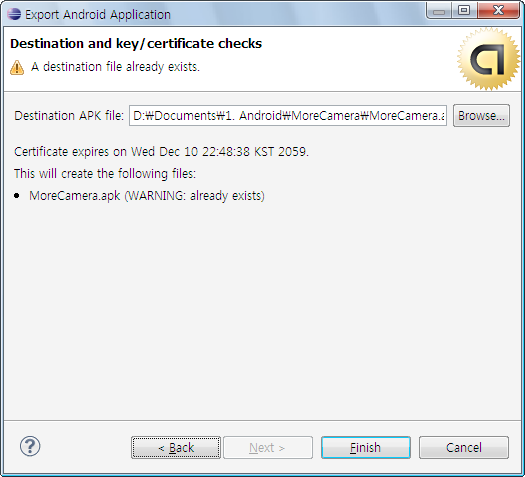 Export Android Application
Destination and key/certificate checks
A destination file already exists.
Destination APK file: D:₩Documents₩1. Android₩MoreCamera₩MoreCamera.a Browse...
Certificate expires on Wed Dec 10 22:48:38 KST 2059.
This will create the following files:
• MoreCamera.apk (WARNING: already exists)
? < Back Next > Finish Cancel